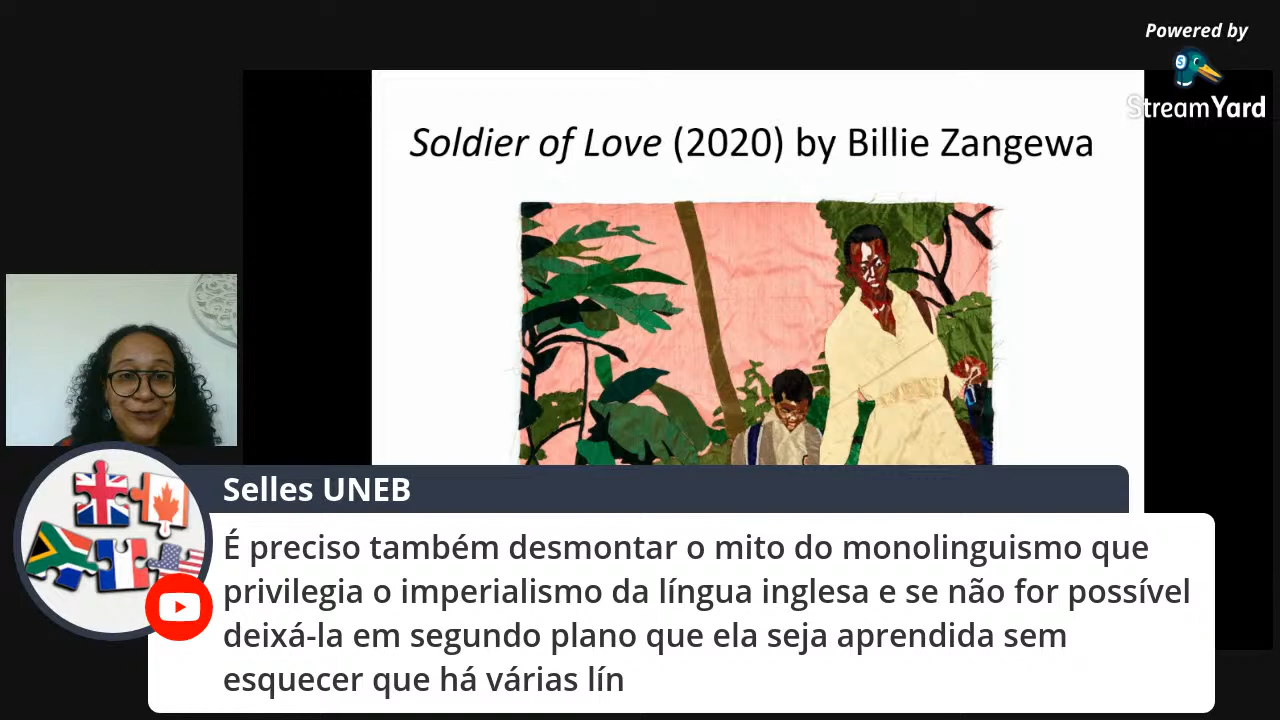 Powered by
StreamYard
Soldier of Love (2020) by Billie Zangewa
Selles UNEB
É preciso também desmontar o mito do monolinguismo que
privilegia o imperialismo da língua inglesa e se não for possível
deixá-la em segundo plano que ela seja aprendida sem
esquecer que há várias lín